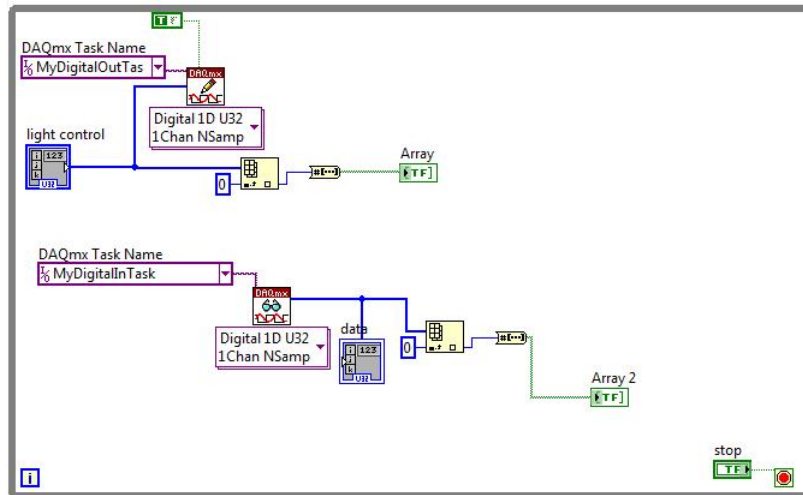 T F
DAQmx Task Name
MyDigitalOutTas
DAQmx
Digital 1D U32
1Chan NSamp
light control
123
U32
0
#[...]
Array
TF
DAQmx Task Name
MyDigitalInTask
DAQmx
Digital 1D U32
1Chan NSamp
data
123
U32
0
#[...]
Array 2
TF
stop
TF
i